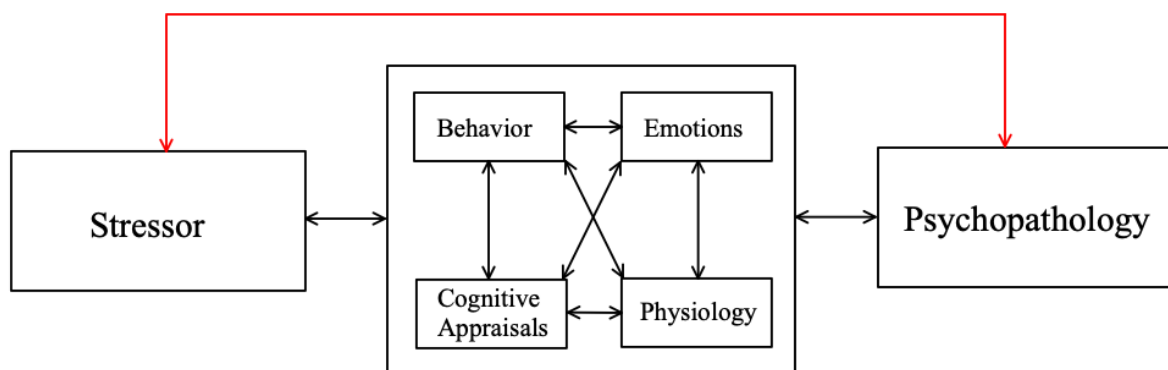 Behavior
Emotions
Stressor
Psychopathology
Cognitive
Appraisals
Physiology